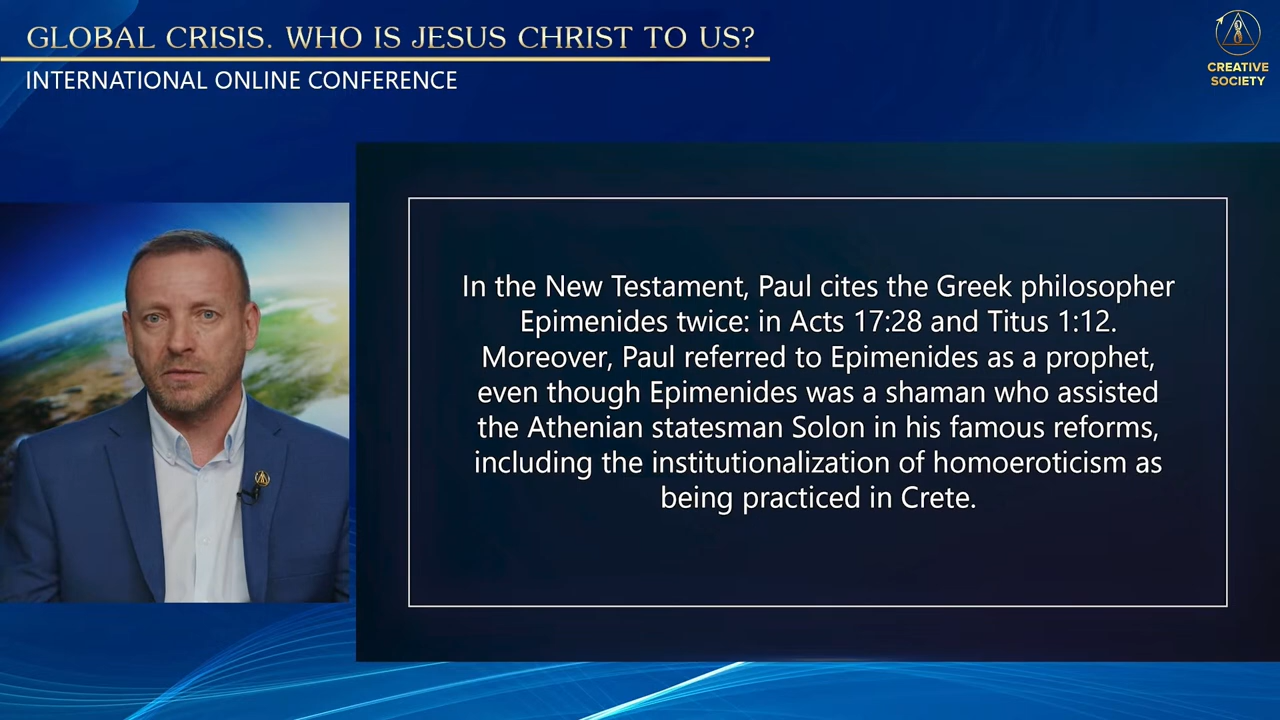 GLOBAL CRISIS. WHO IS JESUS CHRIST TO US?
INTERNATIONAL ONLINE CONFERENCE
CREATIVE
SOCIETY
In the New Testament, Paul cites the Greek philosopher
Epimenides twice: in Acts 17:28 and Titus 1:12.
Moreover, Paul referred to Epimenides as a prophet,
even though Epimenides was a shaman who assisted
the Athenian statesman Solon in his famous reforms,
including the institutionalization of homoeroticism as
being practiced in Crete.